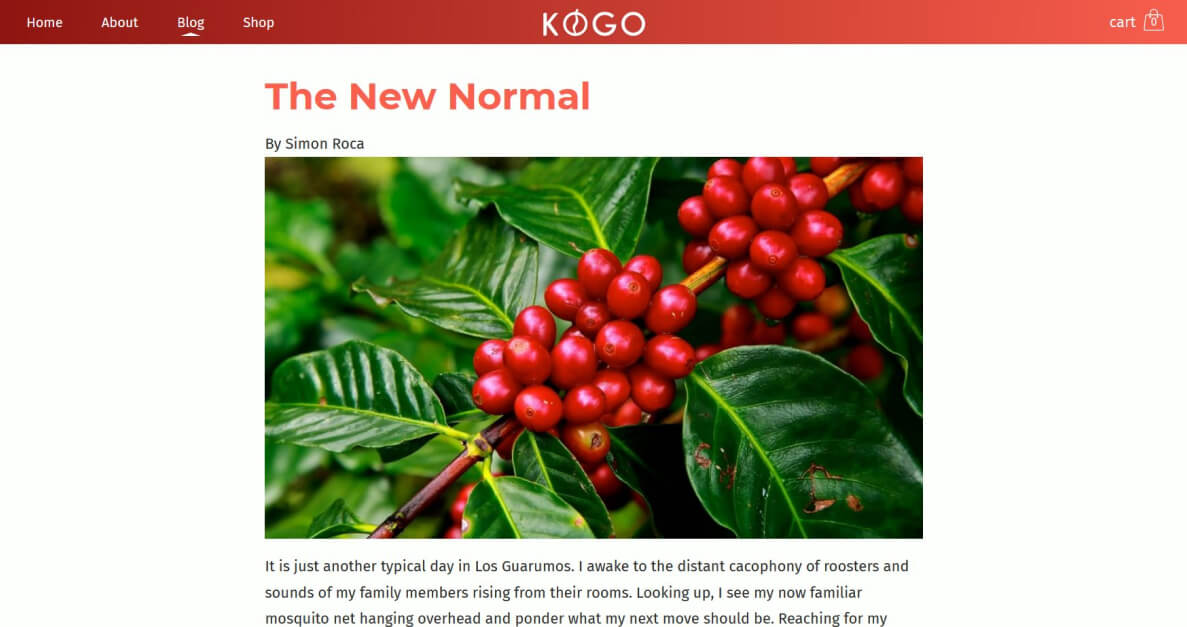 Home About Blog Shop KOGO cart 0
The New Normal
By Simon Roca
It is just another typical day in Los Guarumos. I awake to the distant cacophony of roosters and
sounds of my family members rising from their rooms. Looking up, I see my now familiar
mosquito net hanging overhead and ponder what my next move should be. Reaching for my